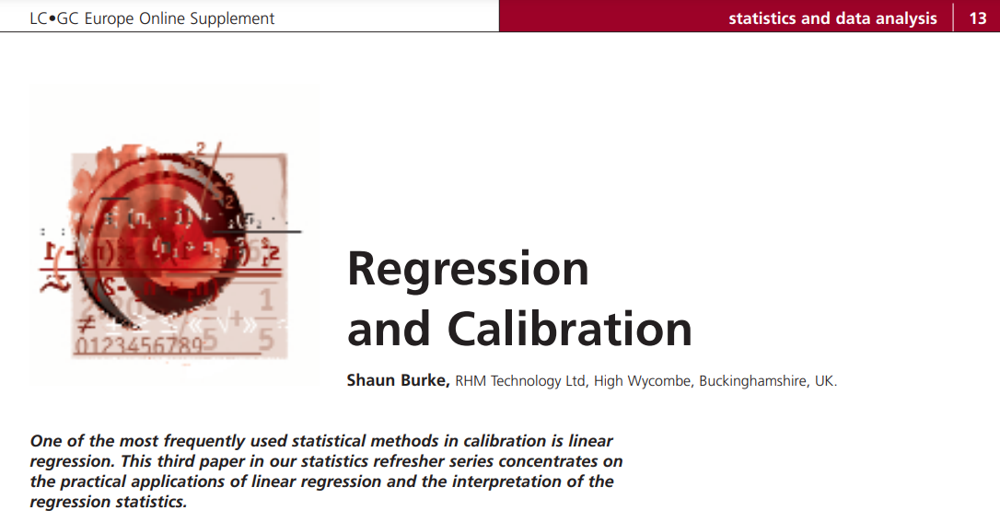 LC•GC Europe Online Supplement
statistics and data analysis 13
0123456789
Regression
and Calibration
Shaun Burke, RHM Technology Ltd, High Wycombe, Buckinghamshire, UK.
One of the most frequently used statistical methods in calibration is linear
regression. This third paper in our statistics refresher series concentrates on
the practical applications of linear regression and the interpretation of the
regression statistics.